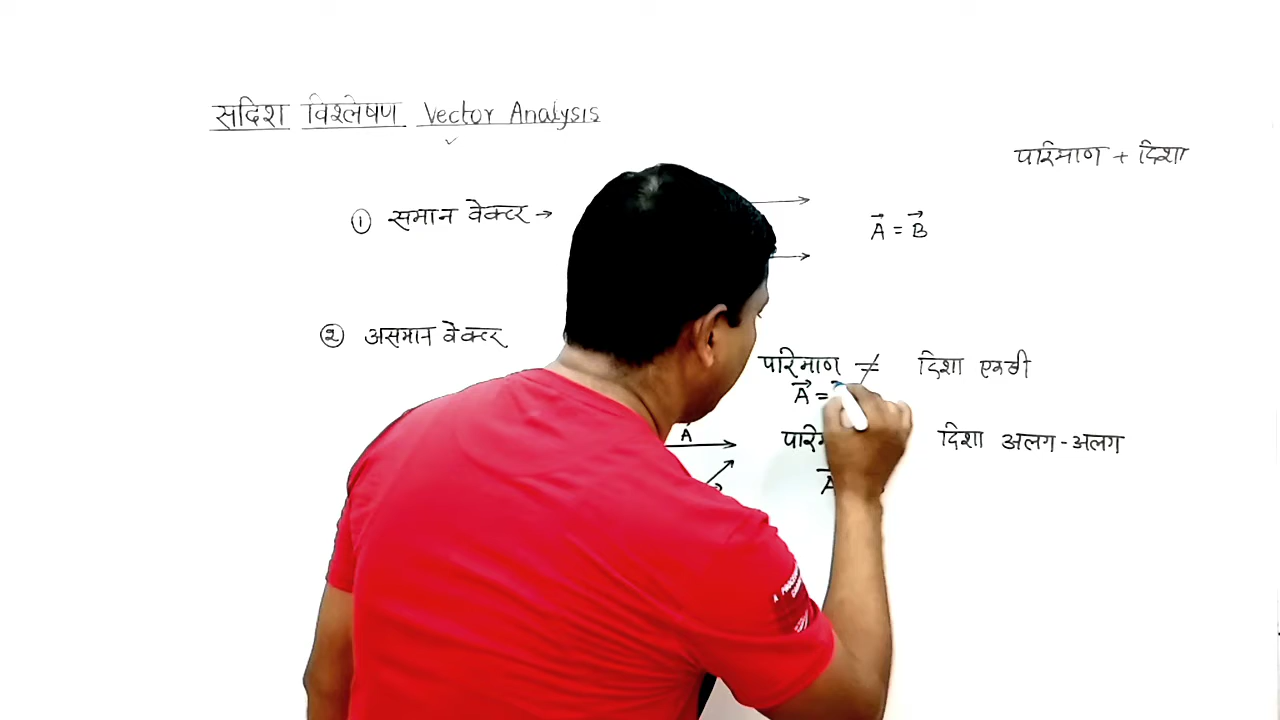 सदिश विश्लेषण Vector Analysis
परिमाण + दिशा
① समान वेक्टर →
A⃗ = B⃗
② असमान वेक्टर
परिमाण ≠ दिशा एकही
A⃗ =
A⃗
दिशा अलग-अलग
A